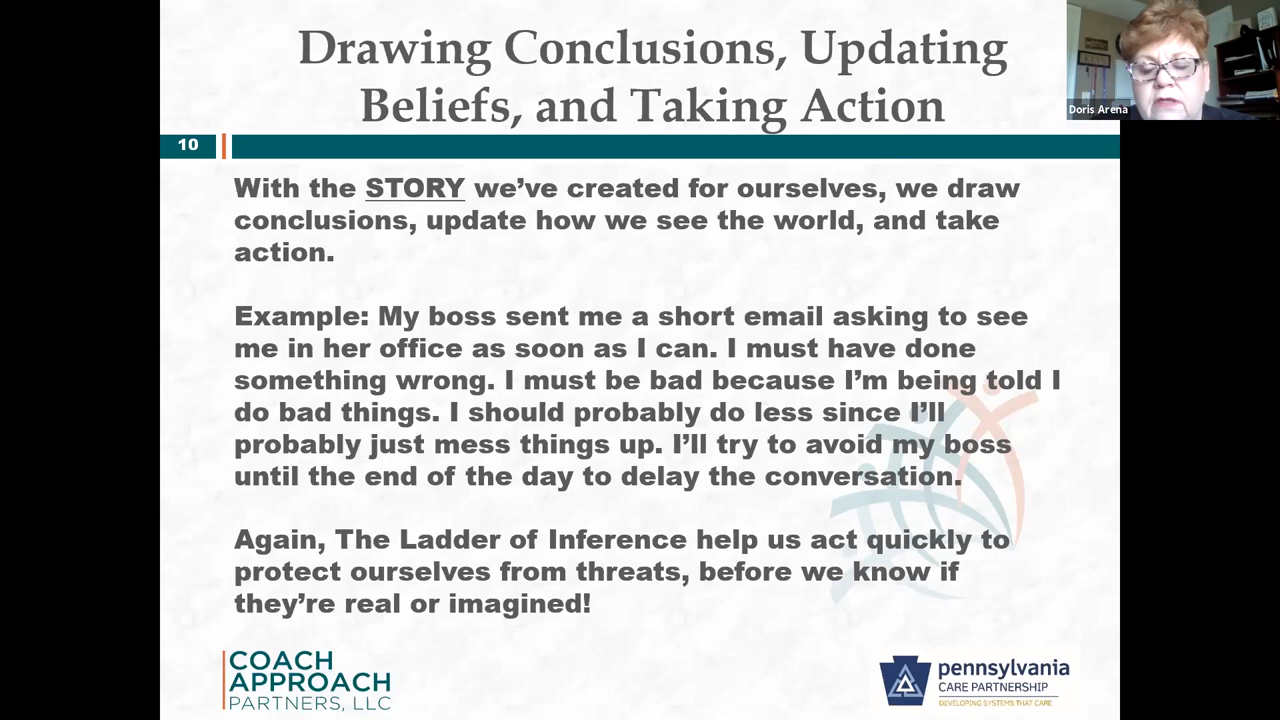 Drawing Conclusions, Updating
Beliefs, and Taking Action
Doris Arena
10
With the STORY we’ve created for ourselves, we draw
conclusions, update how we see the world, and take
action.
Example: My boss sent me a short email asking to see
me in her office as soon as I can. I must have done
something wrong. I must be bad because I’m being told I
do bad things. I should probably do less since I’ll
probably just mess things up. I’ll try to avoid my boss
until the end of the day to delay the conversation.
Again, The Ladder of Inference help us act quickly to
protect ourselves from threats, before we know if
they’re real or imagined!
COACH
APPROACH
PARTNERS, LLC
pennsylvania
CARE PARTNERSHIP
DEVELOPING SYSTEMS THAT CARE